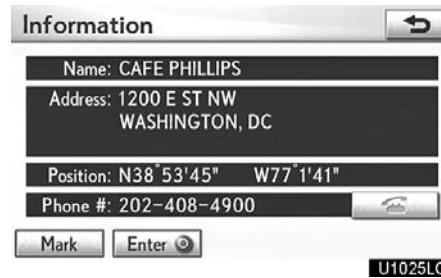 Information
Name: CAFE PHILLIPS
Address: 1200 E ST NW
WASHINGTON, DC
Position: N38°53'45" W77°1'41"
Phone #: 202-408-4900
Mark Enter
U1025LC